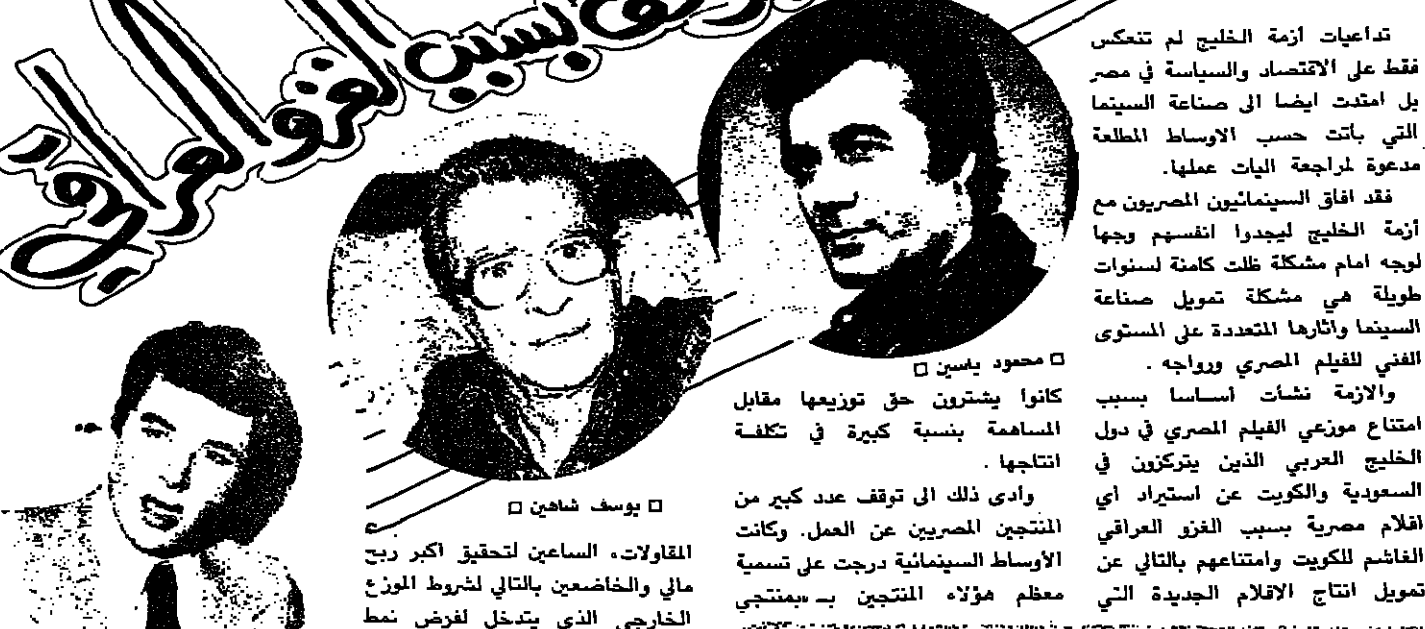 بسبب الغزو العراقي
تداعيات أزمة الخليج لم تنعكس
فقط على الاقتصاد والسياسة في مصر
بل امتدت ايضا الى صناعة السينما
التي بأتت حسب الاوساط المطلعة
مدعوة لمراجعة اليات عملها.
فقد افاق السينمائيون المصريون مع
أزمة الخليج ليجدوا انفسهم وجها
لوجه امام مشكلة ظلت كامنة لسنوات
طويلة هي مشكلة تمويل صناعة
السينما واثارها المتعددة على المستوى
الفني للفيلم المصري ورواجه .
والازمة نشأت أساسا بسبب
امتناع موزعي الفيلم المصري في دول
الخليج العربي الذين يتركزون في
السعودية والكويت عن استيراد أي
افلام مصرية بسبب الغزو العراقي
الغاشم للكويت وامتناعهم بالتالي عن
تمويل انتاج الافلام الجديدة التي
□ محمود ياسين □
كانوا يشترون حق توزيعها مقابل
المساهمة بنسبة كبيرة في تكلفة
انتاجها .
وأدى ذلك الى توقف عدد كبير من
المنتجين المصريين عن العمل. وكانت
الأوساط السينمائية درجت على تسمية
معظم هؤلاء المنتجين بـ «بمنتجي
□ يوسف شاهين □
المقاولات» الساعين لتحقيق اكبر ربح
مالي والخاضعين بالتالي لشروط الموزع
الخارجي الذي يتدخل لفرض نمط